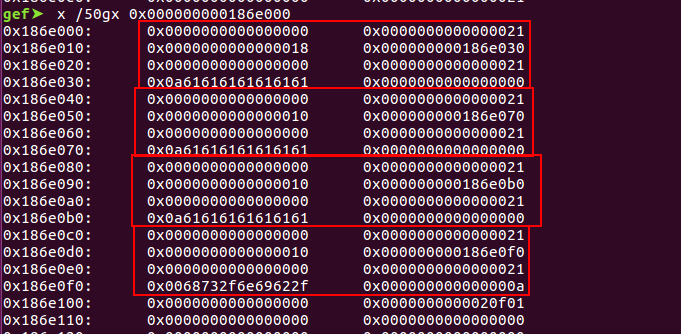 gef➤  x /50gx 0x000000000186e000
0x186e000: 0x0000000000000000 0x0000000000000021
0x186e010: 0x0000000000000018 0x000000000186e030
0x186e020: 0x0000000000000000 0x0000000000000021
0x186e030: 0x0a61616161616161 0x0000000000000000
0x186e040: 0x0000000000000000 0x0000000000000021
0x186e050: 0x0000000000000010 0x000000000186e070
0x186e060: 0x0000000000000000 0x0000000000000021
0x186e070: 0x0a61616161616161 0x0000000000000000
0x186e080: 0x0000000000000000 0x0000000000000021
0x186e090: 0x0000000000000010 0x000000000186e0b0
0x186e0a0: 0x0000000000000000 0x0000000000000021
0x186e0b0: 0x0a61616161616161 0x0000000000000000
0x186e0c0: 0x0000000000000000 0x0000000000000021
0x186e0d0: 0x0000000000000010 0x000000000186e0f0
0x186e0e0: 0x0000000000000000 0x0000000000000021
0x186e0f0: 0x0068732f6e69622f 0x000000000000000a
0x186e100: 0x0000000000000000 0x0000000000020f01
0x186e110: 0x0000000000000000 0x0000000000000000